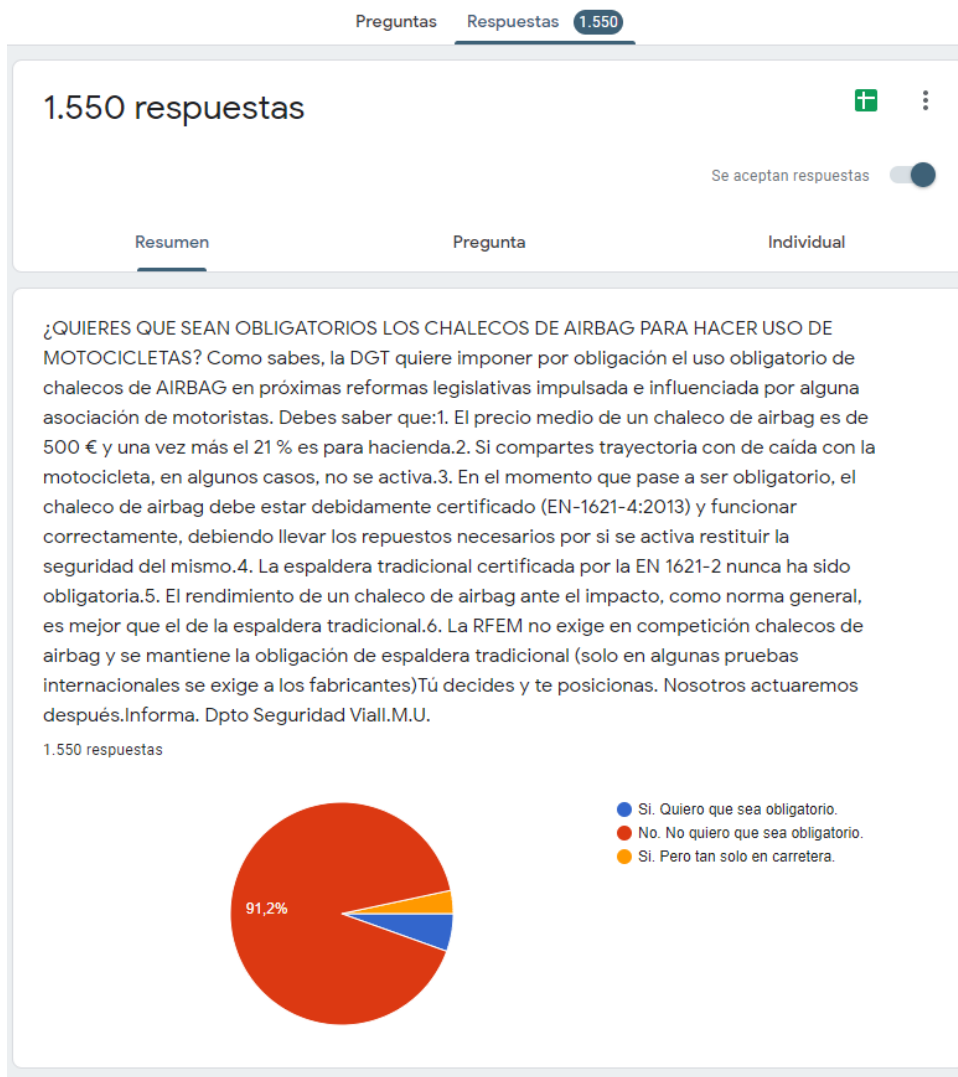 Preguntas Respuestas 1.550
1.550 respuestas
Se aceptan respuestas
Resumen Pregunta Individual
¿QUIERES QUE SEAN OBLIGATORIOS LOS CHALECOS DE AIRBAG PARA HACER USO DE
MOTOCICLETAS? Como sabes, la DGT quiere imponer por obligación el uso obligatorio de
chalecos de AIRBAG en próximas reformas legislativas impulsada e influenciada por alguna
asociación de motoristas. Debes saber que:1. El precio medio de un chaleco de airbag es de
500 € y una vez más el 21 % es para hacienda.2. Si compartes trayectoria con de caída con la
motocicleta, en algunos casos, no se activa.3. En el momento que pase a ser obligatorio, el
chaleco de airbag debe estar debidamente certificado (EN-1621-4:2013) y funcionar
correctamente, debiendo llevar los repuestos necesarios por si se activa restituir la
seguridad del mismo.4. La espaldera tradicional certificada por la EN 1621-2 nunca ha sido
obligatoria.5. El rendimiento de un chaleco de airbag ante el impacto, como norma general,
es mejor que el de la espaldera tradicional.6. La RFEM no exige en competición chalecos de
airbag y se mantiene la obligación de espaldera tradicional (solo en algunas pruebas
internacionales se exige a los fabricantes)Tú decides y te posicionas. Nosotros actuaremos
después.Informa. Dpto Seguridad Viall.M.U.
1.550 respuestas
Si. Quiero que sea obligatorio.
No. No quiero que sea obligatorio.
Si. Pero tan solo en carretera.
91,2%